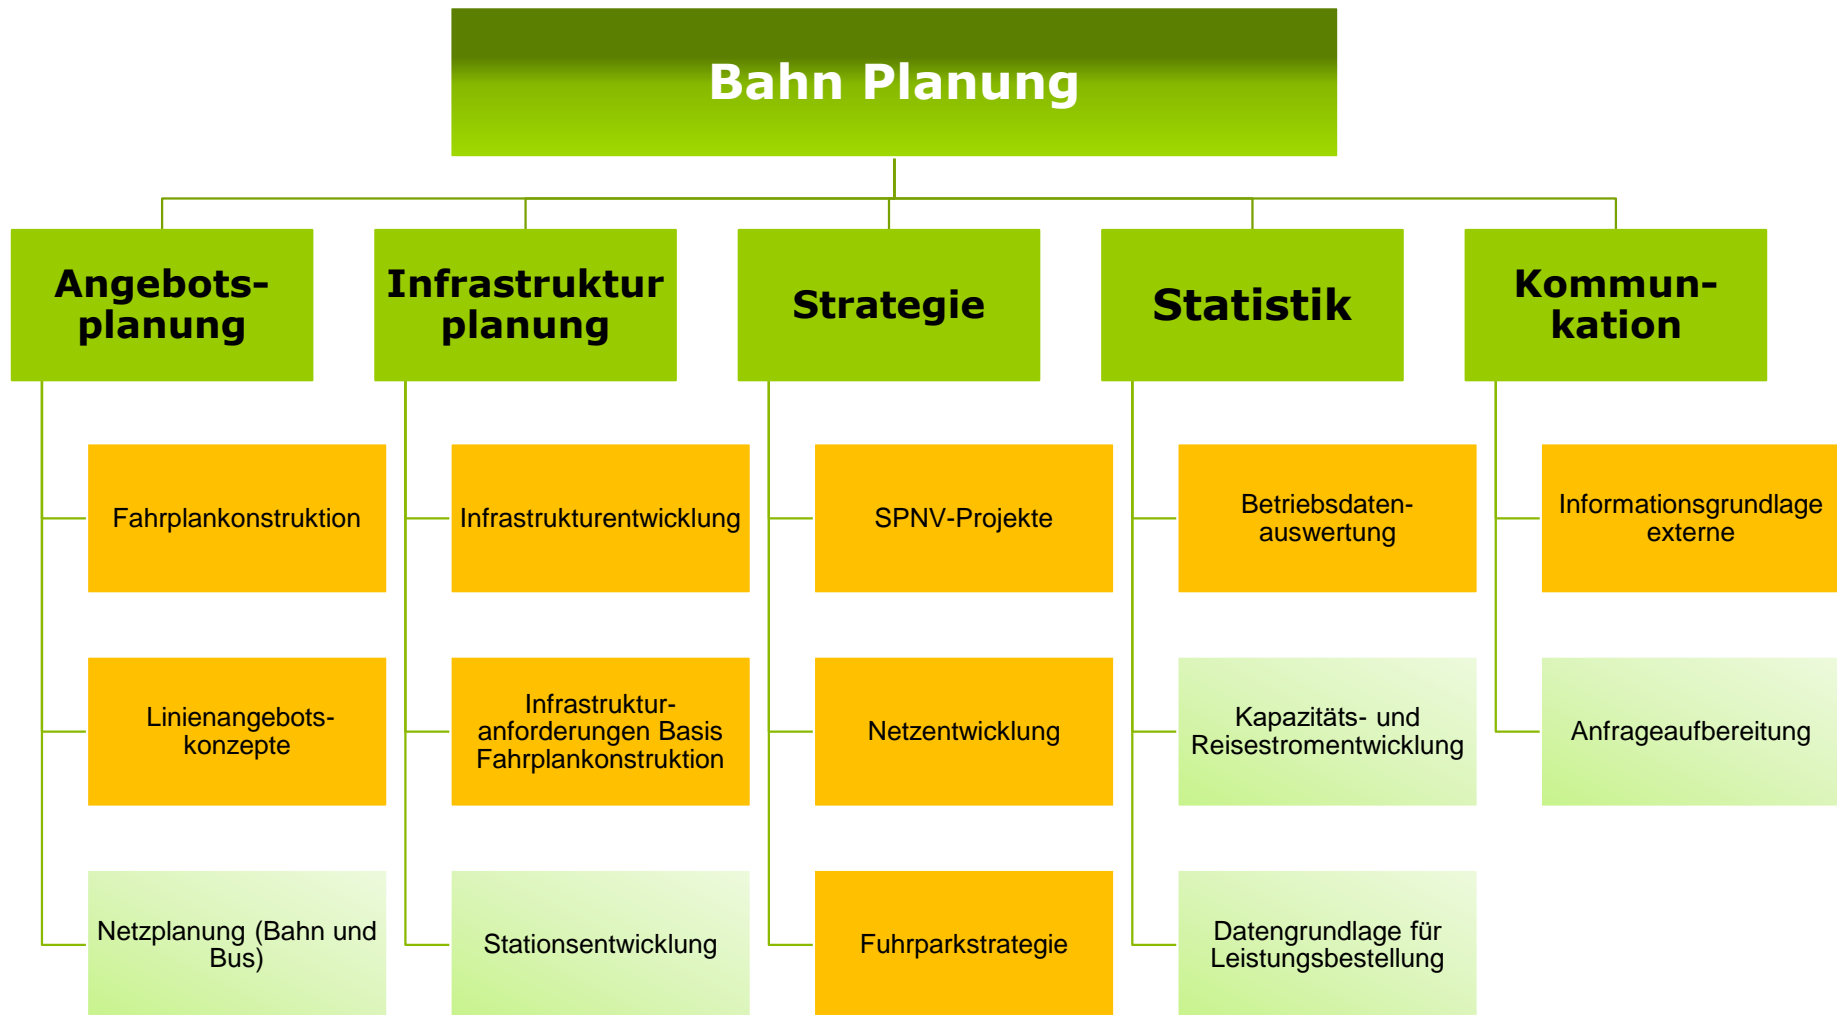 Bahn Planung
Angebots-
planung
Infrastruktur
planung
Strategie
Statistik
Kommun-
kation
Fahrplankonstruktion
Infrastrukturentwicklung
SPNV-Projekte
Betriebsdaten-
auswertung
Informationsgrundlage
externe
Linienangebots-
konzepte
Infrastruktur-
anforderungen Basis
Fahrplankonstruktion
Netzentwicklung
Kapazitäts- und
Reisestromentwicklung
Anfrageaufbereitung
Netzplanung (Bahn und
Bus)
Stationsentwicklung
Fuhrparkstrategie
Datengrundlage für
Leistungsbestellung